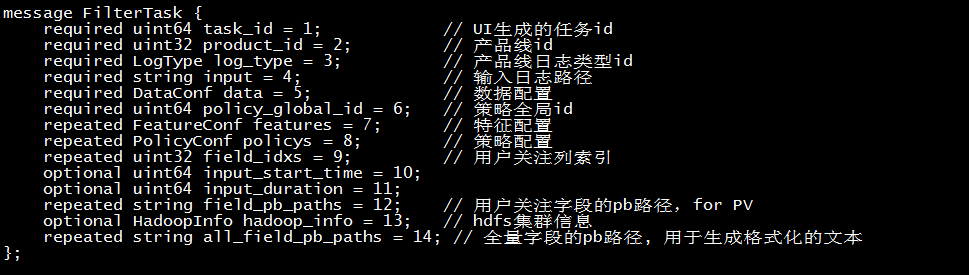 message FilterTask {
    required uint64 task_id = 1;                // UI生成的任务id
    required uint32 product_id = 2;             // 产品线id
    required LogType log_type = 3;              // 产品线日志类型id
    required string input = 4;                  // 输入日志路径
    required DataConf data = 5;                 // 数据配置
    required uint64 policy_global_id = 6;       // 策略全局id
    repeated FeatureConf features = 7;          // 特征配置
    repeated PolicyConf policys = 8;            // 策略配置
    repeated uint32 field_idxs = 9;             // 用户关注列索引
    optional uint64 input_start_time = 10;
    optional uint64 input_duration = 11;
    repeated string field_pb_paths = 12;        // 用户关注字段的pb路径，for PV
    optional HadoopInfo hadoop_info = 13;       // hdfs集群信息
    repeated string all_field_pb_paths = 14; // 全量字段的pb路径，用于生成格式化的文本
};